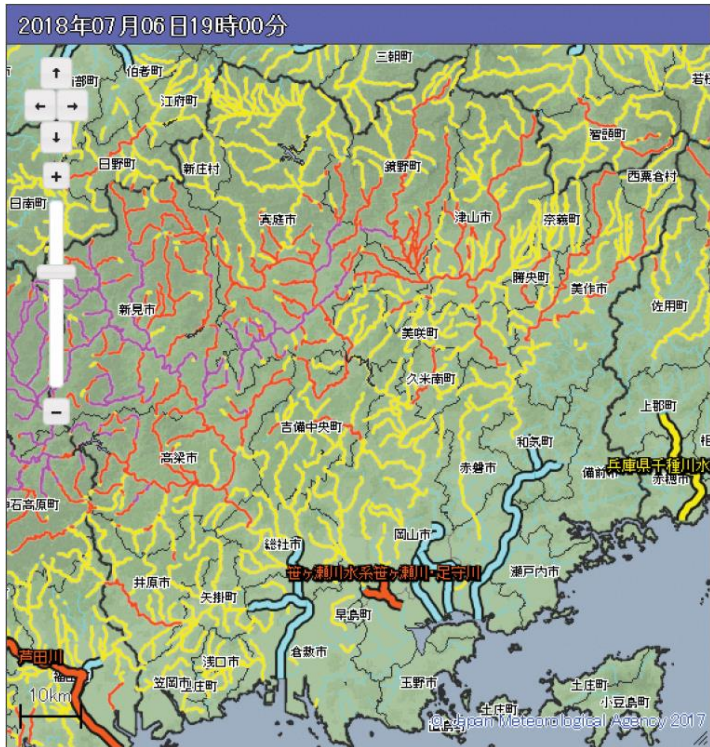 2018年07月06日19時00分
三朝町
伯耆町
江府町
智頭町
日野町
鏡野町
新庄村
西粟倉村
日南町
真庭市
津山市
奈義町
勝央町
美作市
新見市
佐用町
美咲町
久米南町
上郡町
吉備中央町
和気町
高梁市
赤磐市
備前市
兵庫県千種川水
赤穂市
神石高原町
総社市
岡山市
笹ヶ瀬川水系笹ヶ瀬川・足守川
瀬戸内市
井原市
矢掛町
早島町
芦田川
浅口市
倉敷市
笠岡市
里庄町
玉野市
土庄町
小豆島町
土庄町
10km
© Japan Meteorological Agency 2017